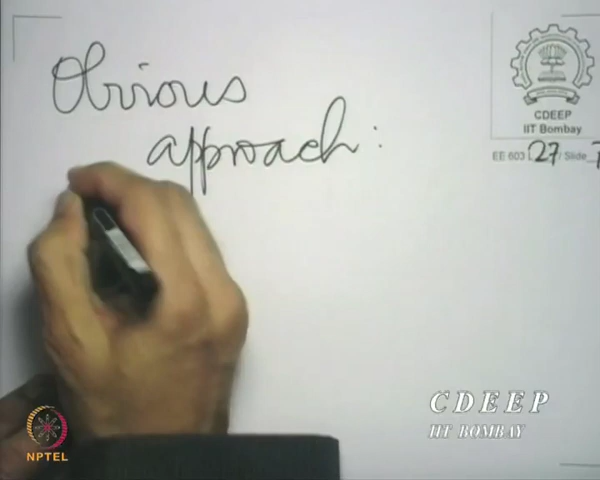 Obvious
approach:
CDEEP
IIT Bombay
EE 603 L 27 / Slide
CDEEP
IIT BOMBAY
NPTEL